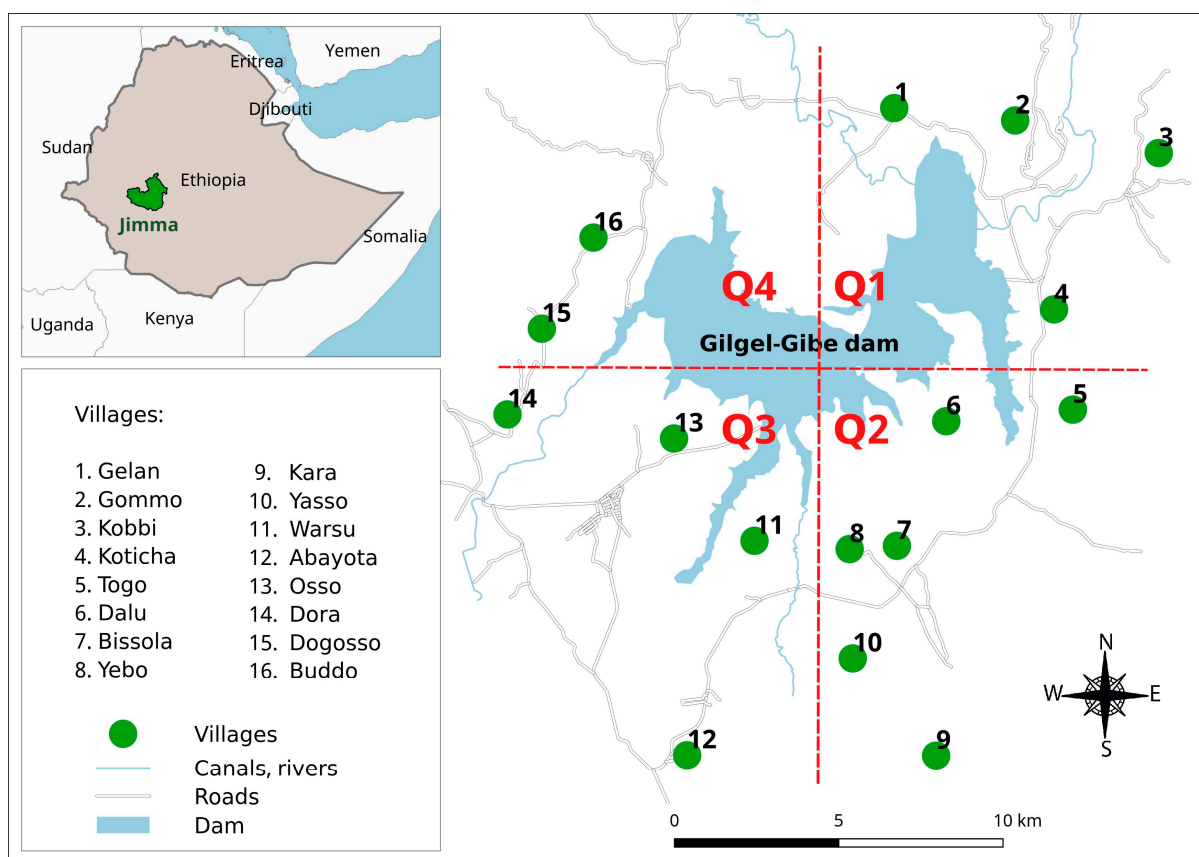 Yemen
Eritrea
Djibouti
Sudan
Ethiopia
Jimma
Somalia
Uganda
Kenya
Villages:
1. Gelan
2. Gommo
3. Kobbi
4. Koticha
5. Togo
6. Dalu
7. Bissola
8. Yebo
9. Kara
10. Yasso
11. Warsu
12. Abayota
13. Osso
14. Dora
15. Dogosso
16. Buddo
Villages
Canals, rivers
Roads
Dam
1
2
3
16
Q4 Q1
4
15
Gilgel-Gibe dam
14
5
6
13
Q3 Q2
11
8
7
10
12
9
N
W E
S
0 5 10 km